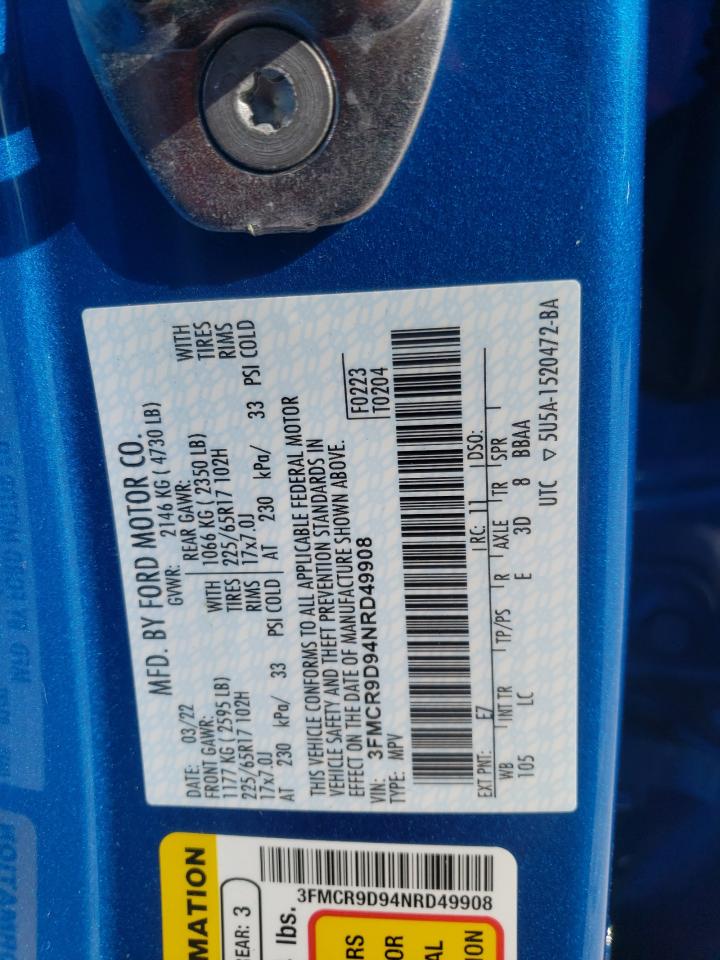 MFD. BY FORD MOTOR CO.
DATE: 03/22 GVWR: 2146 KG ( 4730 LB)
FRONT GAWR: REAR GAWR:
1177 KG ( 2595 LB) WITH 1066 KG ( 2350 LB) WITH
225/65R17 102H TIRES 225/65R17 102H TIRES
17x7.0J RIMS 17x7.0J RIMS
AT 230 kPa/ 33 PSI COLD AT 230 kPa/ 33 PSI COLD
THIS VEHICLE CONFORMS TO ALL APPLICABLE FEDERAL MOTOR
VEHICLE SAFETY AND THEFT PREVENTION STANDARDS IN
EFFECT ON THE DATE OF MANUFACTURE SHOWN ABOVE.
VIN: 3FMCR9D94NRD49908 F0223
TYPE: MPV T0204
EXT PNT: E7 RC: 11 DSO:
WB INT TR TP/PS R AXLE TR SPR
105 LC E 3D 8 BBAA
UTC ▽ 5U5A-1520472-BA
3FMCR9D94NRD49908
MATION
REAR: 3
lbs.